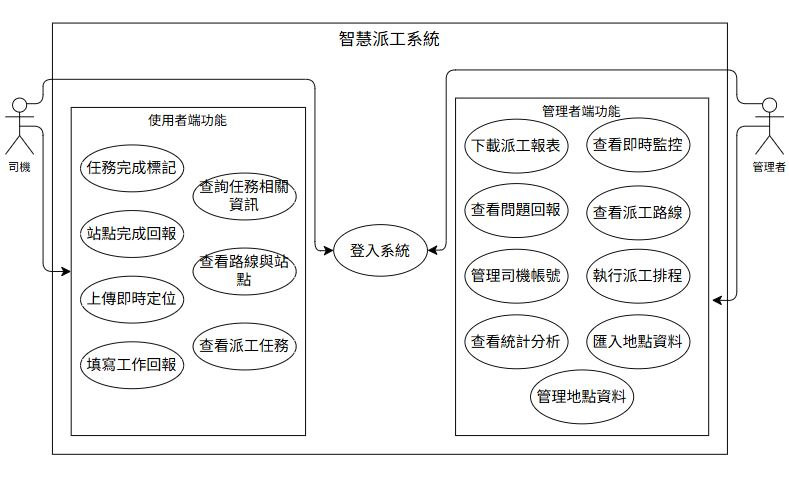 智慧派工系統
司機
使用者端功能
任務完成標記
站點完成回報
上傳即時定位
填寫工作回報
查詢任務相關
資訊
查看路線與站
點
查看派工任務
登入系統
管理者端功能
下載派工報表
查看即時監控
查看問題回報
查看派工路線
管理司機帳號
執行派工排程
查看統計分析
匯入地點資料
管理地點資料
管理者